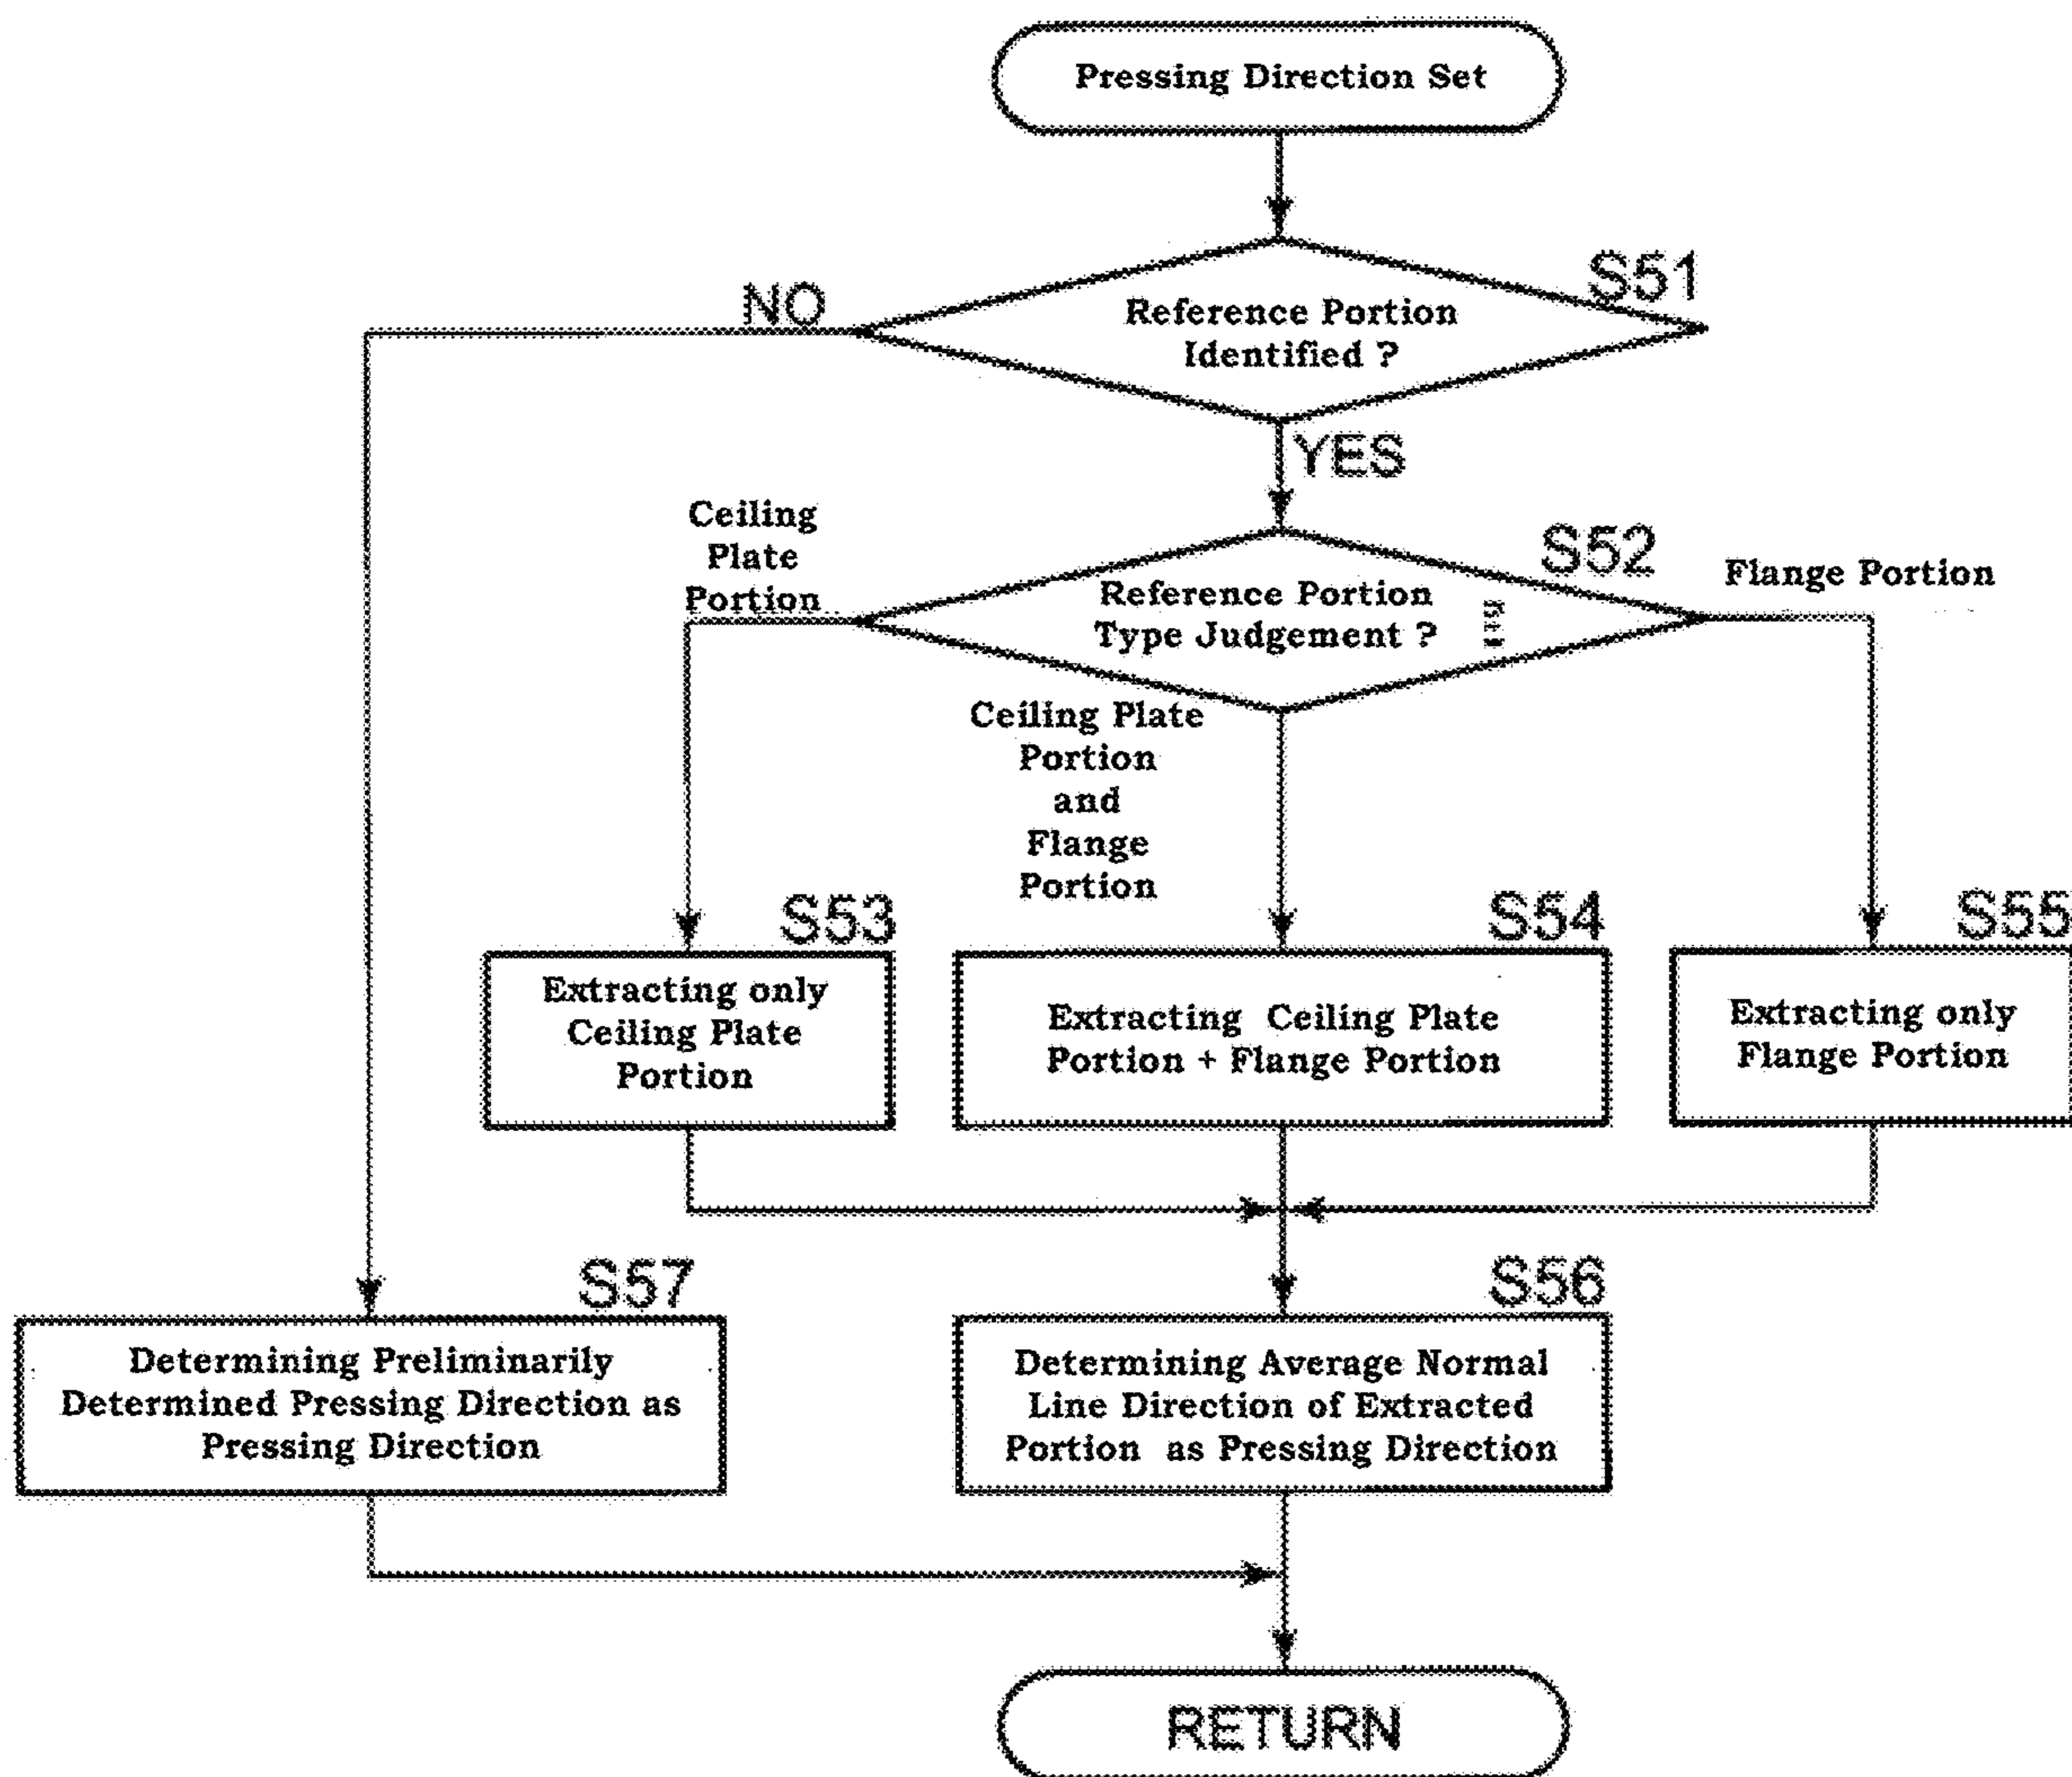 Pressing Direction Set
S51
NO
Reference Portion
Identified ?
YES
Ceiling
Plate
Portion
S52
Flange Portion
Reference Portion
Type Judgement ?
Ceiling Plate
Portion
and
Flange
Portion
S53
S54
S55
Extracting only
Ceiling Plate
Portion
Extracting Ceiling Plate
Portion + Flange Portion
Extracting only
Flange Portion
S57
S56
Determining Preliminarily
Determined Pressing Direction as
Pressing Direction
Determining Average Normal
Line Direction of Extracted
Portion as Pressing Direction
RETURN